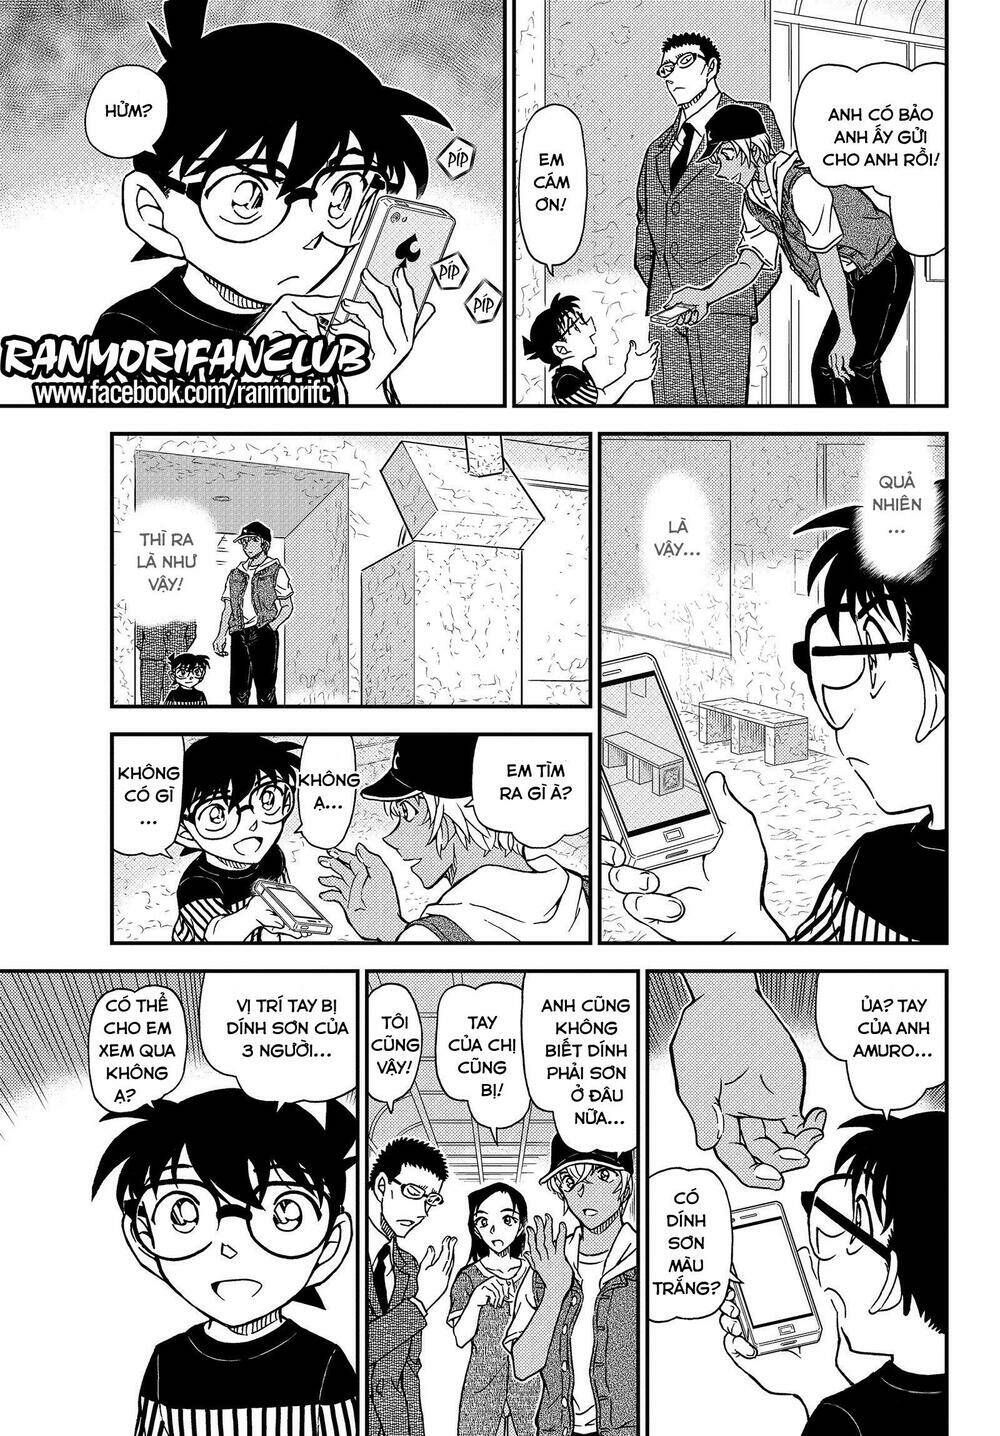 ANH CÓ BẢO
ANH ẤY GỬI
CHO ANH RỒI!
EM
CÁM
ƠN!
HỬM?
PÍP
PÍP
PÍP
RANMORIFANCLUB
www.facebook.com/ranmorifc
QUẢ
NHIÊN
...
LÀ
VẬY...
THÌ RA
LÀ NHƯ
VẬY!
EM TÌM
RA GÌ À?
KHÔNG
Ạ...
KHÔNG
CÓ GÌ
...
ỦA? TAY
CỦA ANH
AMURO...
CÓ
DÍNH
SƠN
MÀU
TRẮNG?
ANH CŨNG
KHÔNG
BIẾT DÍNH
PHẢI SƠN
Ở ĐÂU
NỮA...
TAY
CỦA CHỊ
CŨNG
BỊ!
TÔI
CŨNG
VẬY!
VỊ TRÍ TAY BỊ
DÍNH SƠN CỦA
3 NGƯỜI...
CÓ THỂ
CHO EM
XEM QUA
KHÔNG
Ạ?